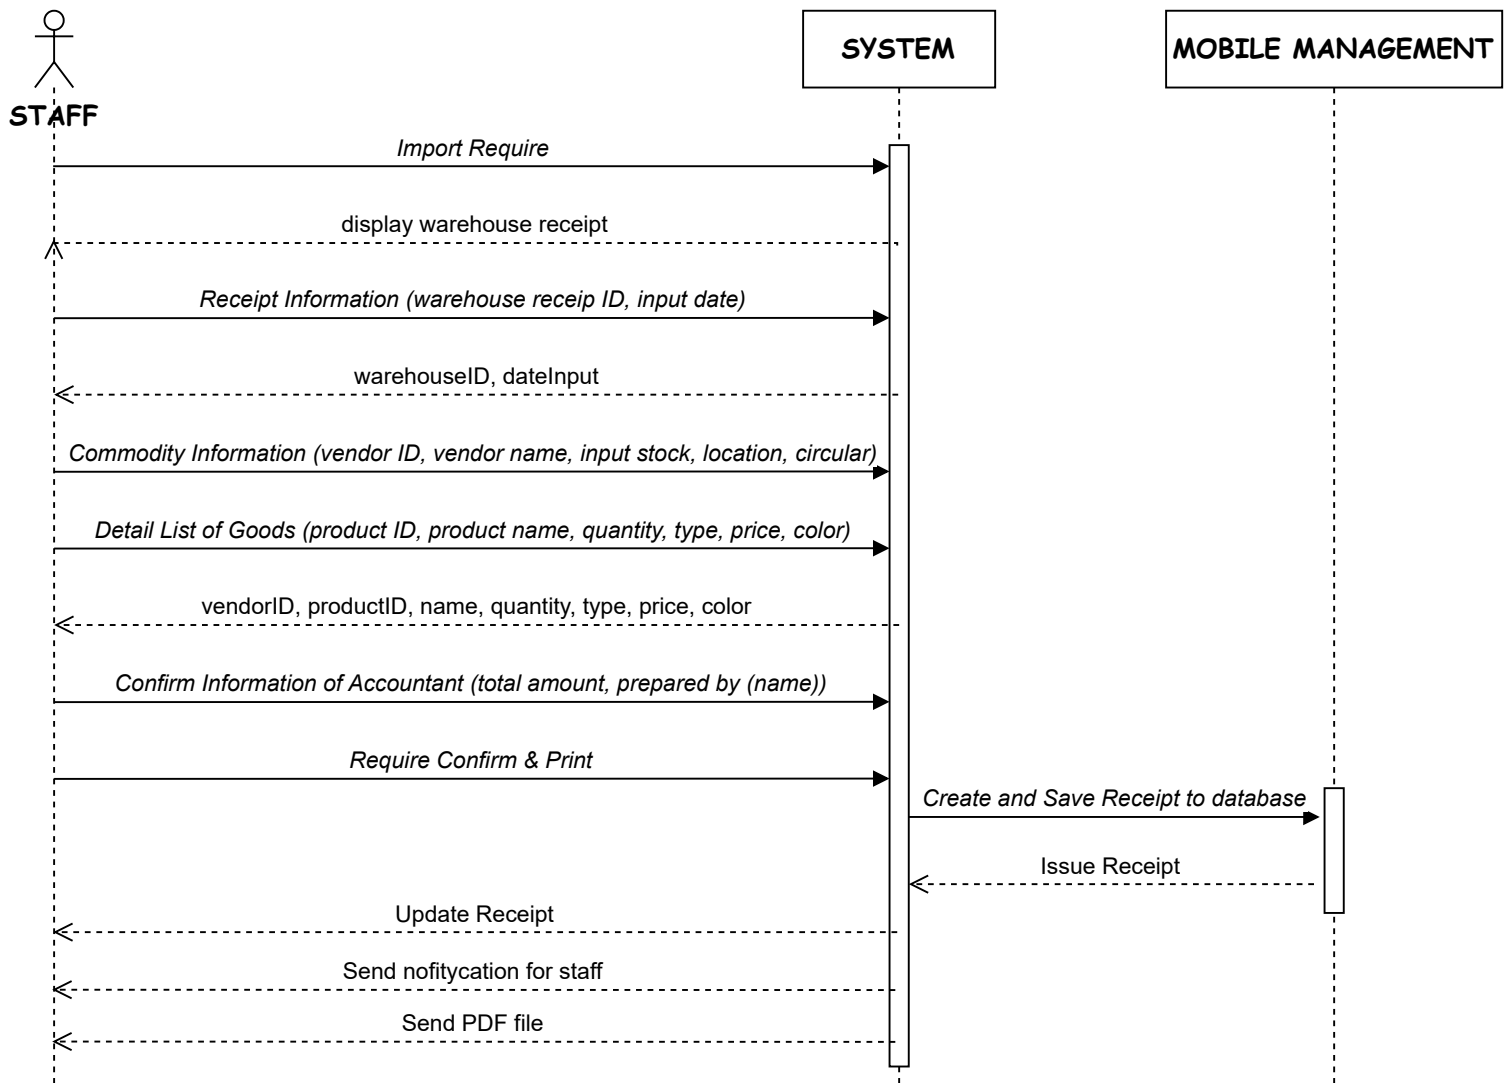 STAFF
SYSTEM
MOBILE MANAGEMENT
Import Require
display warehouse receipt
Receipt Information (warehouse receip ID, input date)
warehouseID, dateInput
Commodity Information (vendor ID, vendor name, input stock, location, circular)
Detail List of Goods (product ID, product name, quantity, type, price, color)
vendorID, productID, name, quantity, type, price, color
Confirm Information of Accountant (total amount, prepared by (name))
Require Confirm & Print
Create and Save Receipt to database
Issue Receipt
Update Receipt
Send nofitycation for staff
Send PDF file